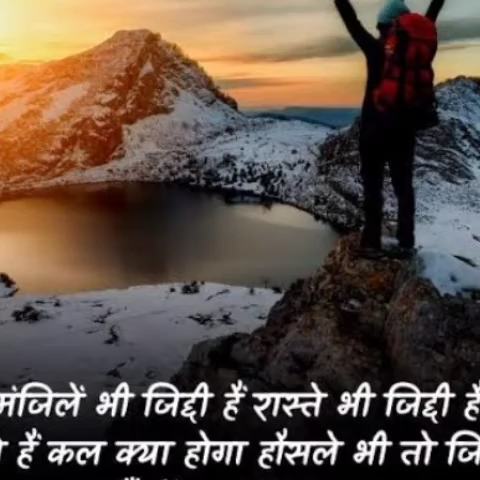 मंजिलें भी जिद्दी हैं रास्ते भी जिद्दी
हैं कल क्या होगा हौसले भी तो